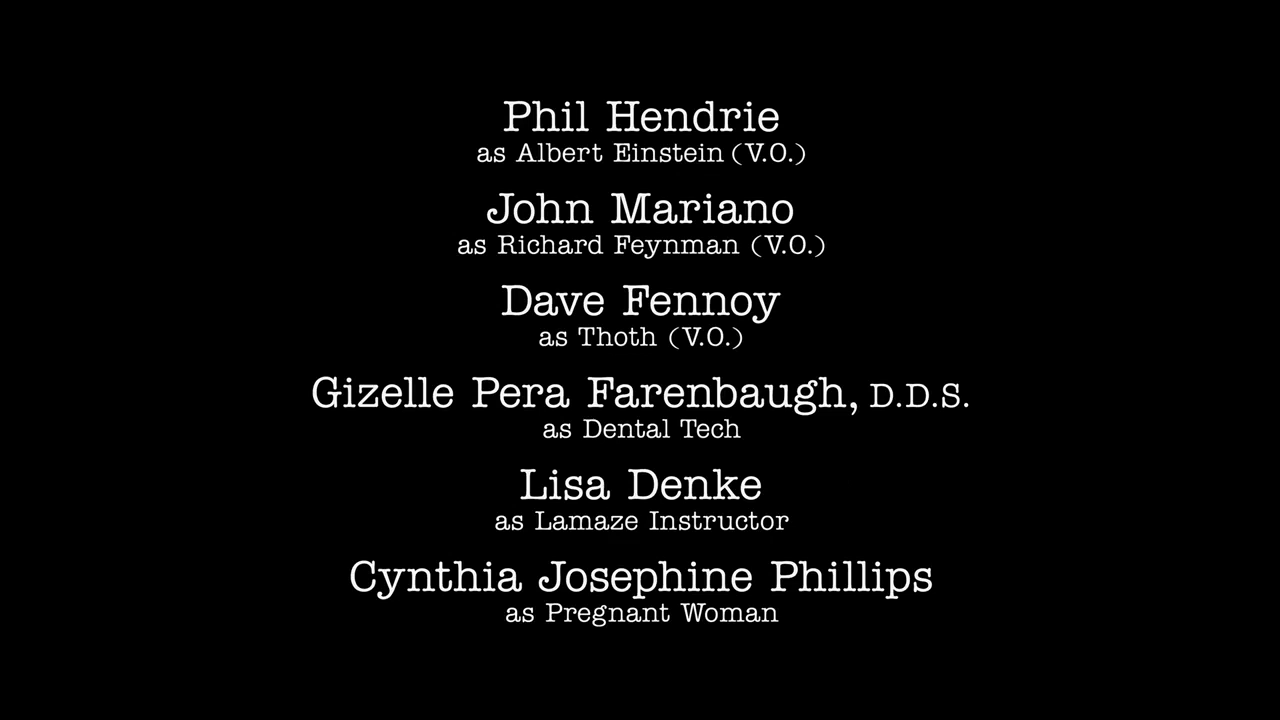 Phil Hendrie
as Albert Einstein (V.O.)
John Mariano
as Richard Feynman (V.O.)
Dave Fennoy
as Thoth (V.O.)
Gizelle Pera Farenbaugh, D.D.S.
as Dental Tech
Lisa Denke
as Lamaze Instructor
Cynthia Josephine Phillips
as Pregnant Woman